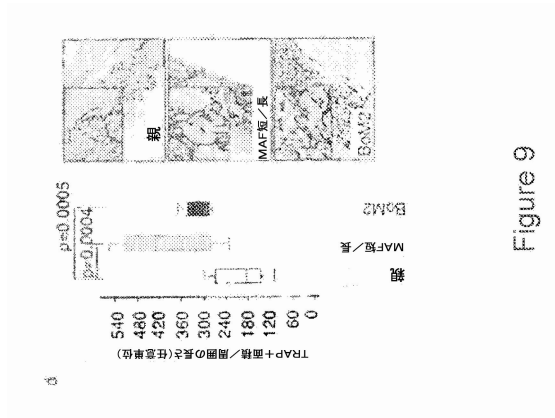 d
TRAP+面積/周囲の長さ(任意単位)
540
480
420
360
300
240
180
120
60
0
p=0.0005
p=0.0004
親
MAF短/長
BoM2
親
MAF短/長
BoM2
Figure 9